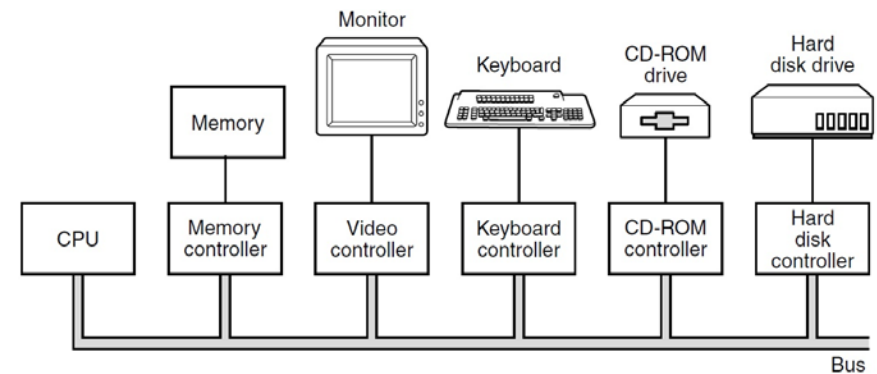 Monitor
Keyboard
CD-ROM
drive
Hard
disk drive
Memory
CPU
Memory
controller
Video
controller
Keyboard
controller
CD-ROM
controller
Hard
disk
controller
Bus